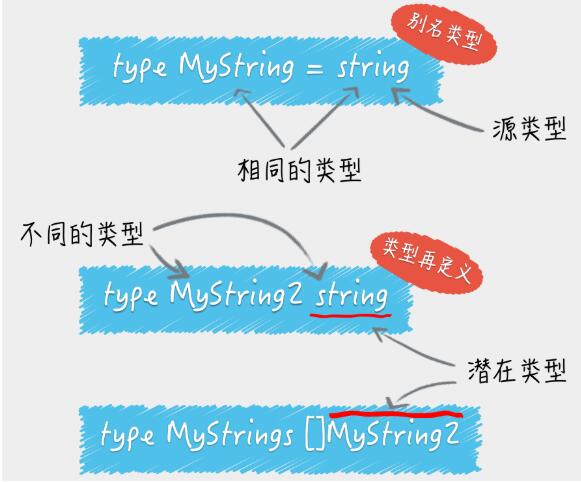 别名类型
type MyString = string
源类型
相同的类型
不同的类型
类型再定义
type MyString2 string
潜在类型
type MyStrings []MyString2